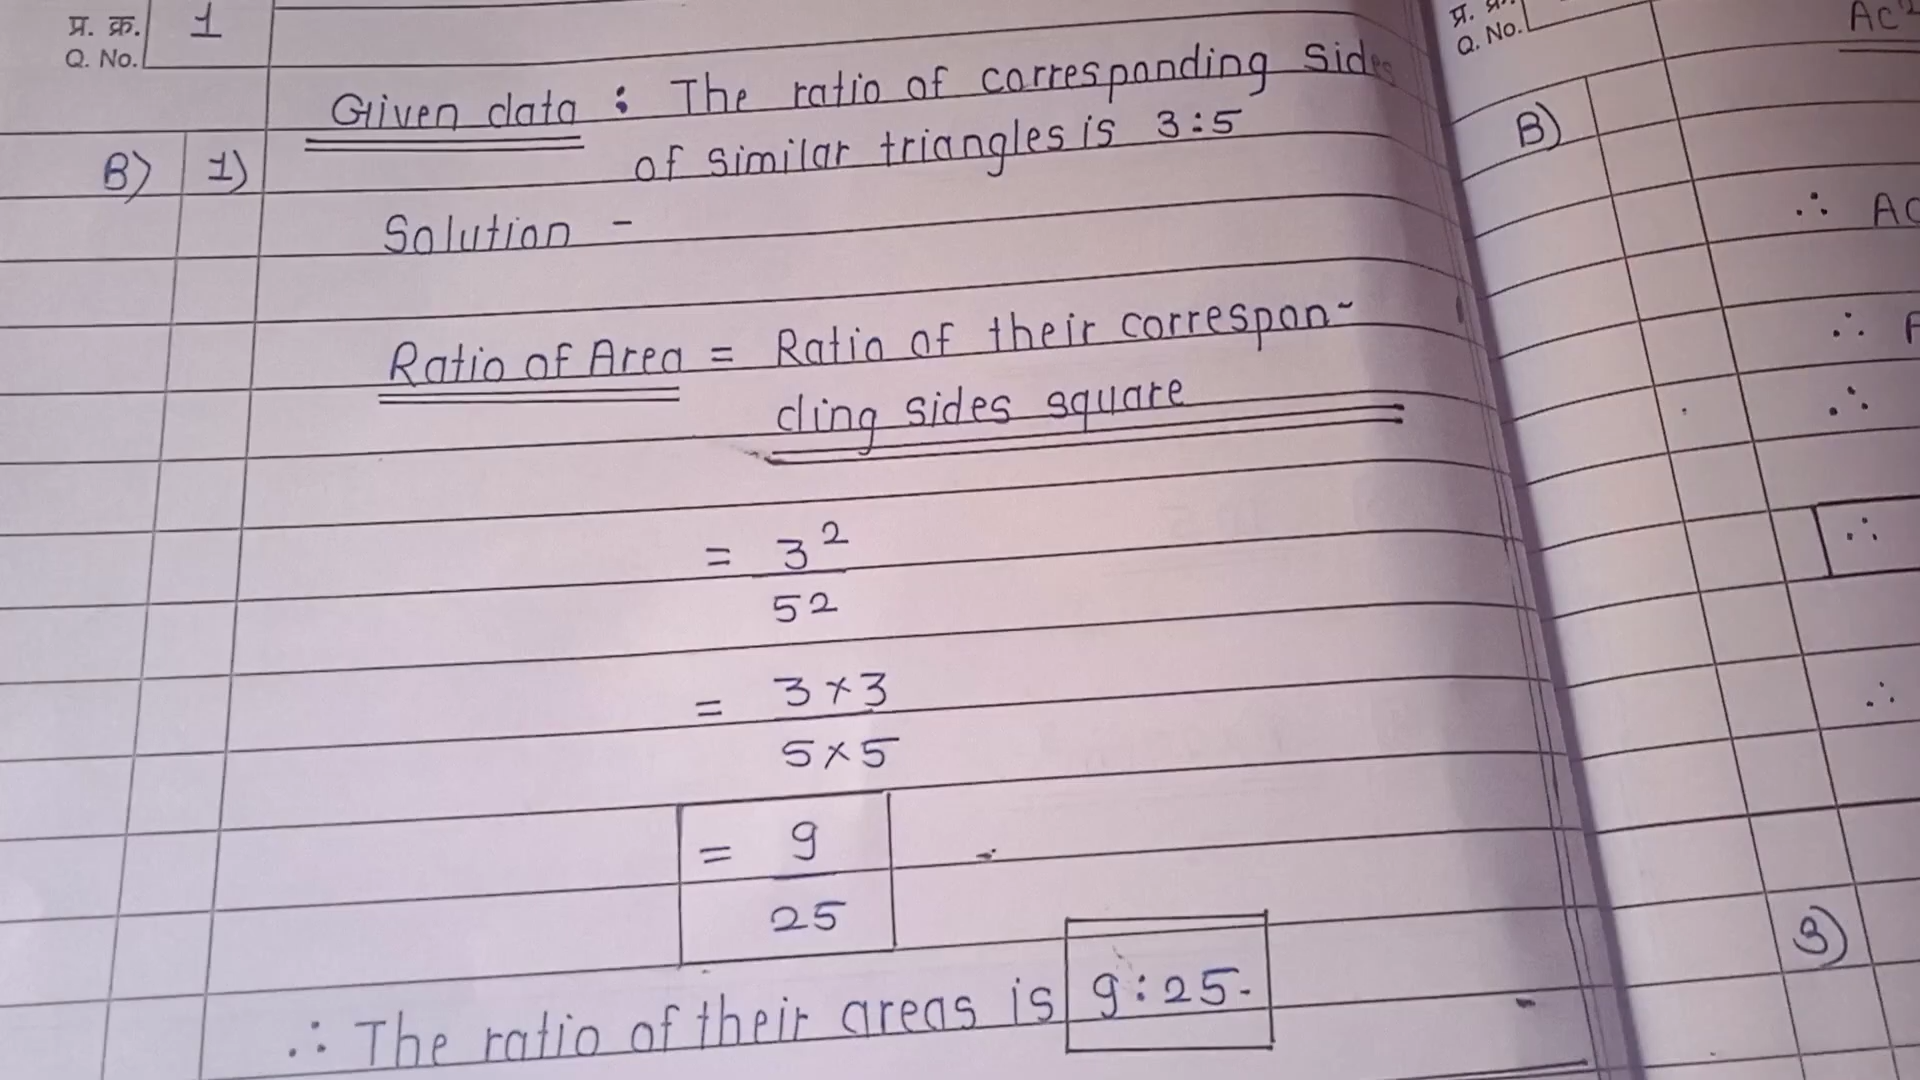 प्र. क्र. 1
Q. No.
B) 1) Given data : The ratio of corresponding Sides
of similar triangles is 3:5
Solution -
Ratio of Area = Ratio of their correspon-
ding sides square
= 3²
5²
= 3×3
5×5
= 9
25
∴ The ratio of their areas is 9:25.
प्र. क्र.
Q. No.
AC²
B)
∴ AC
∴
∴
∴
∴
3)